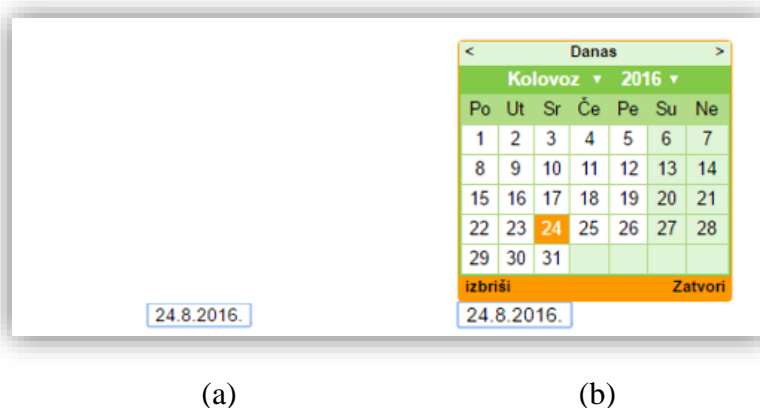 < Danas >
Kolovoz ▼ 2016 ▼
Po Ut Sr Če Pe Su Ne
1 2 3 4 5 6 7
8 9 10 11 12 13 14
15 16 17 18 19 20 21
22 23 24 25 26 27 28
29 30 31
izbriši Zatvori
24.8.2016. 24.8.2016.
(a) (b)